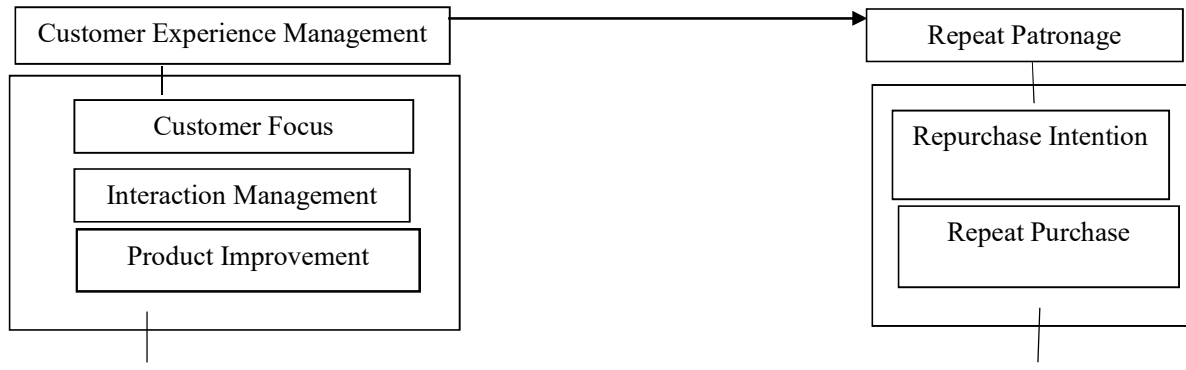 Customer Experience Management
Repeat Patronage
Customer Focus
Interaction Management
Product Improvement
Repurchase Intention
Repeat Purchase